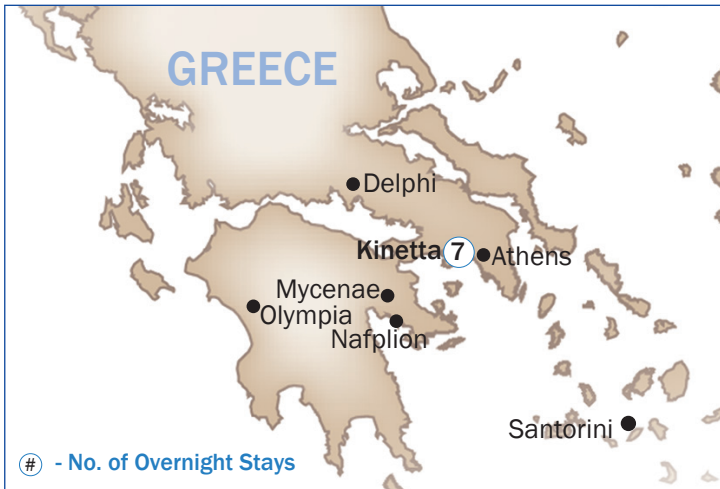 GREECE
Delphi
Kinetta 7
Athens
Mycenae
Olympia
Nafplion
Santorini
# - No. of Overnight Stays